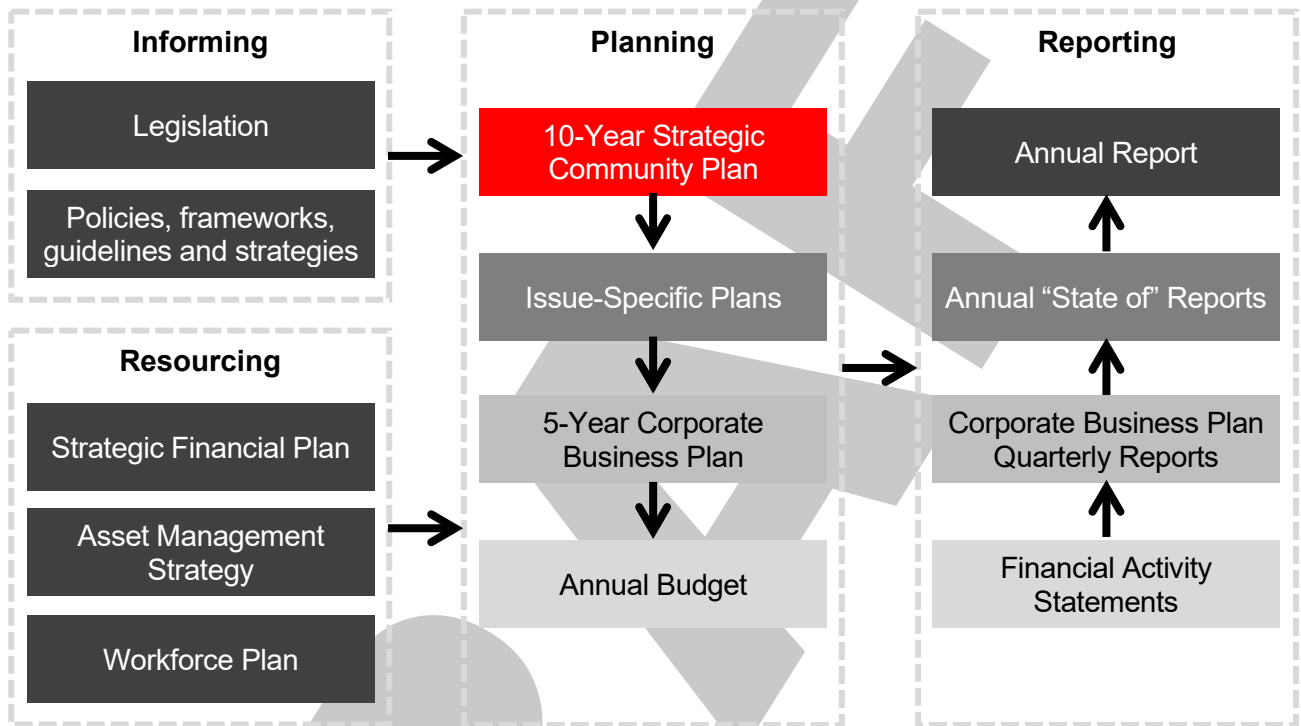 Informing
Legislation
Policies, frameworks,
guidelines and strategies
Resourcing
Strategic Financial Plan
Asset Management
Strategy
Workforce Plan
Planning
10-Year Strategic
Community Plan
Issue-Specific Plans
5-Year Corporate
Business Plan
Annual Budget
Reporting
Annual Report
Annual “State of” Reports
Corporate Business Plan
Quarterly Reports
Financial Activity
Statements